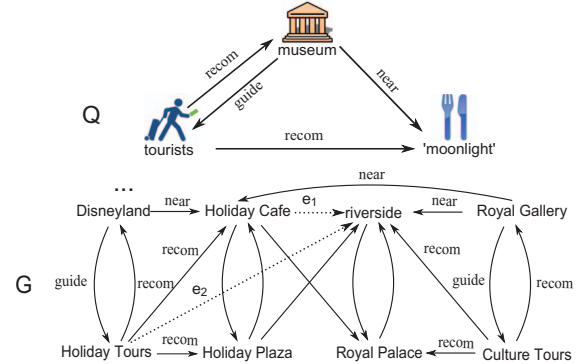 museum
recom
guide
near
Q
tourists
recom
'moonlight'
...
near
Disneyland
near
Holiday Cafe
e1
riverside
near
Royal Gallery
recom
recom
G
guide
recom
e2
guide
recom
Holiday Tours
recom
Holiday Plaza
Royal Palace
recom
Culture Tours